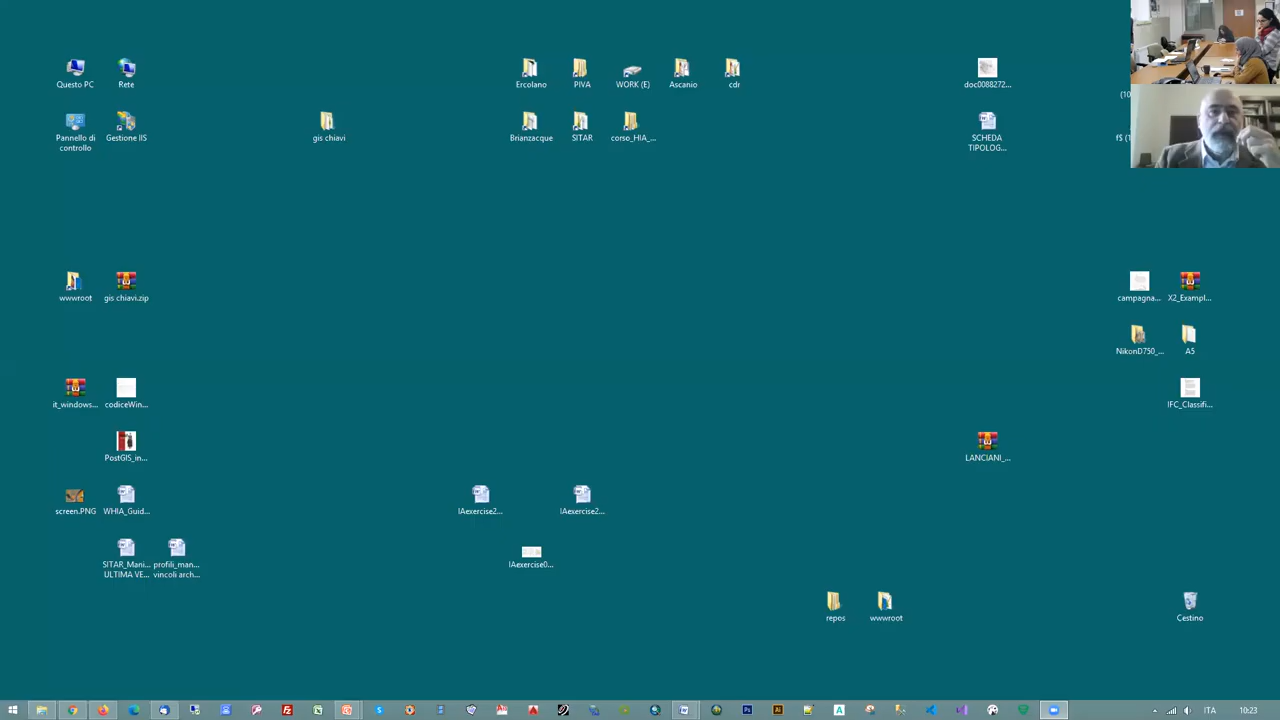 Questo PC
Rete
Ercolano
PIVA
WORK (E)
Ascanio
cdr
doc0088272...
(10
Pannello di
controllo
Gestione IIS
gis chiavi
Brianzacque
SITAR
corso_HIA_...
SCHEDA
TIPOLOG...
f$ (1
wwwroot
gis chiavi.zip
campagna...
X2_Exampl...
NikonD750_...
A5
it_windows...
codiceWin...
IFC_Classifi...
PostGIS_in...
LANCIANI_...
screen.PNG
WHIA_Guid...
IAexercise2...
IAexercise2...
SITAR_Mani...
ULTIMA VE...
profili_man...
vincoli arch...
IAexercise0...
repos
wwwroot
Cestino
ITA
10:23